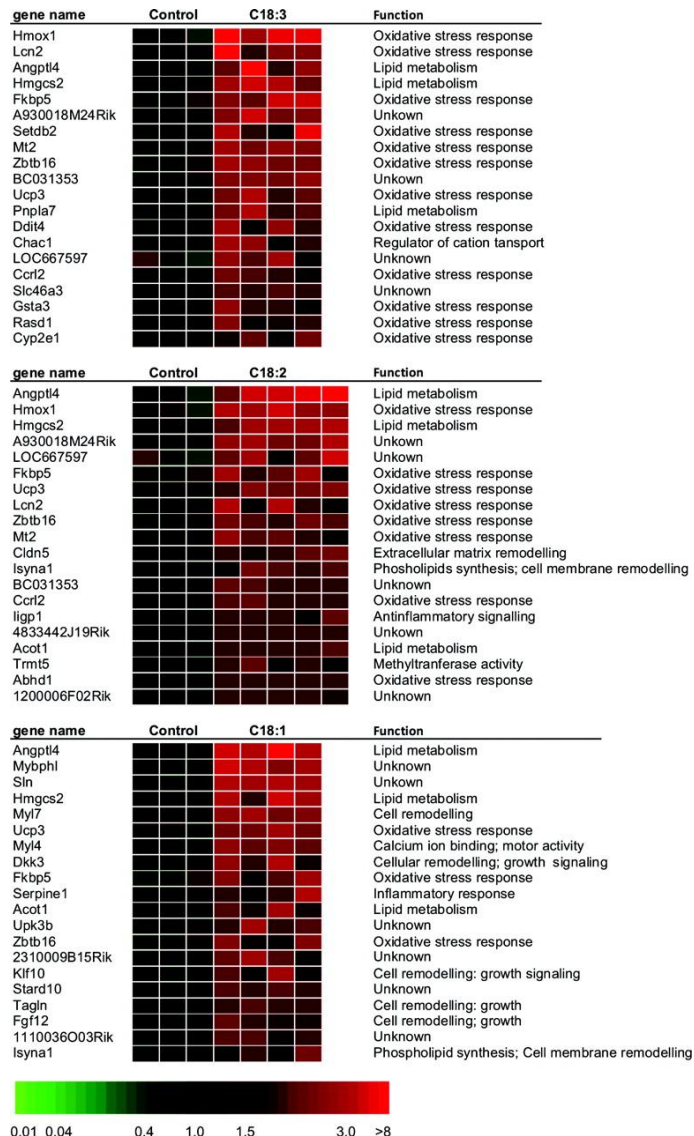 gene name Control C18:3 Function
Hmox1 Oxidative stress response
Lcn2 Oxidative stress response
Angptl4 Lipid metabolism
Hmgcs2 Lipid metabolism
Fkbp5 Oxidative stress response
A930018M24Rik Unkown
Setdb2 Oxidative stress response
Mt2 Oxidative stress response
Zbtb16 Oxidative stress response
BC031353 Unkown
Ucp3 Oxidative stress response
Pnpla7 Lipid metabolism
Ddit4 Oxidative stress response
Chac1 Regulator of cation tansport
LOC667597 Unknown
Ccrl2 Oxidative stress response
Slc46a3 Unknown
Gsta3 Oxidative stress response
Rasd1 Oxidative stress response
Cyp2e1 Oxidative stress response
gene name Control C18:2 Function
Angptl4 Lipid metabolism
Hmox1 Oxidative stress response
Hmgcs2 Lipid metabolism
A930018M24Rik Unkown
LOC667597 Unkown
Fkbp5 Oxidative stress response
Ucp3 Oxidative stress response
Lcn2 Oxidative stress response
Zbtb16 Oxidative stress response
Mt2 Oxidative stress response
Cldn5 Extracellular matrix remodelling
Isyna1 Phosholipids synthesis; cell membrane remodelling
BC031353 Unknown
Ccrl2 Oxidative stress response
Iigp1 Antinflammatory signalling
4833442J19Rik Unkown
Acot1 Lipid metabolism
Trmt5 Methyltranferase activity
Abhd1 Oxidative stress response
1200006F02Rik Unknown
gene name Control C18:1 Function
Angptl4 Lipid metabolism
Mybphl Unknown
Sln Unkown
Hmgcs2 Lipid metabolism
Myl7 Cell remodelling
Ucp3 Oxidative stress response
Myl4 Calcium ion binding; motor activity
Dkk3 Cellular remodelling; growth signaling
Fkbp5 Oxidative stress response
Serpine1 Inflammatory response
Acot1 Lipid metabolism
Upk3b Unknown
Zbtb16 Oxidative stress response
2310009B15Rik Unknown
Klf10 Cell remodelling: growth signaling
Stard10 Unknown
Tagln Cell remodelling: growth
Fgf12 Cell remodelling; growth
1110036O03Rik Unknown
Isyna1 Phospholipid synthesis; Cell membrane remodelling
0.01 0.04 0.4 1.0 1.5 3.0 >8